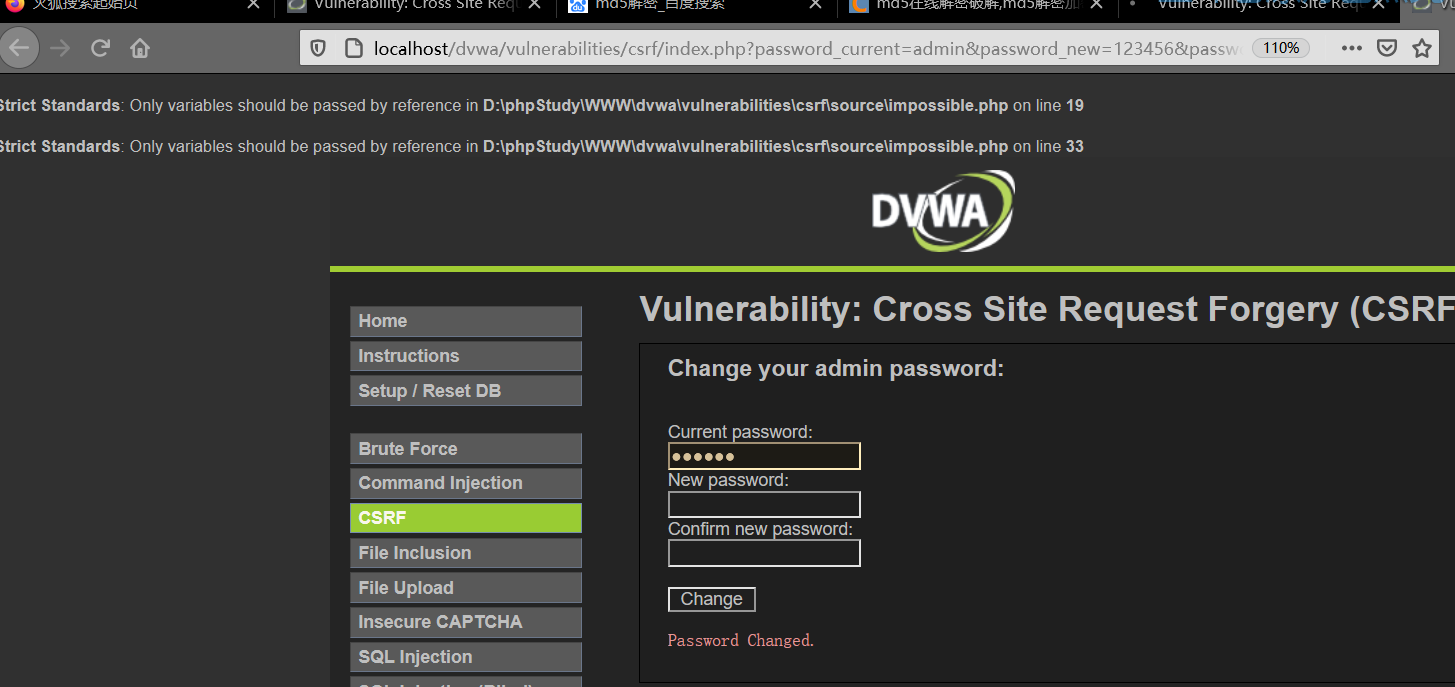 火狐搜索起始页
Vulnerability: Cross Site Requ
md5解密_百度搜索
md5在线解密破解,md5解密加
Vulnerability: Cross Site Requ
localhost/dvwa/vulnerabilities/csrf/index.php?password_current=admin&password_new=123456&passw
110%
Strict Standards: Only variables should be passed by reference in D:\phpStudy\WWW\dvwa\vulnerabilities\csrf\source\impossible.php on line 19
Strict Standards: Only variables should be passed by reference in D:\phpStudy\WWW\dvwa\vulnerabilities\csrf\source\impossible.php on line 33
DVWA
Home
Instructions
Setup / Reset DB
Brute Force
Command Injection
CSRF
File Inclusion
File Upload
Insecure CAPTCHA
SQL Injection
Vulnerability: Cross Site Request Forgery (CSRF
Change your admin password:
Current password:
New password:
Confirm new password:
Change
Password Changed.